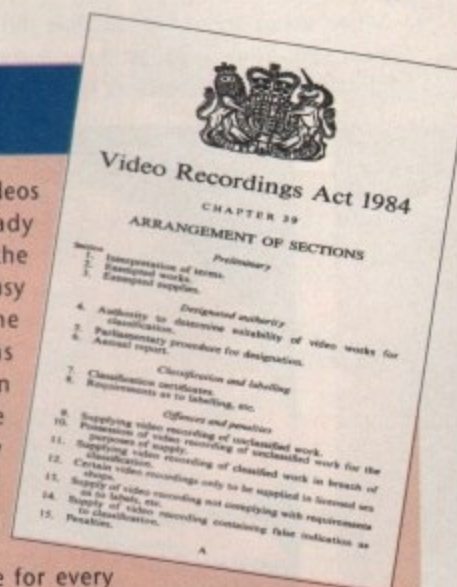 Video Recordings Act 1984
CHAPTER 39
ARRANGEMENT OF SECTIONS
Preliminary
Section
1. Interpretation of terms.
2. Exempted works.
3. Exempted supplies.
Designated authority
4. Authority to determine suitability of video works for
classification.
5. Parliamentary procedure for designation.
6. Annual report.
Classification and labelling
7. Classification certificates.
8. Requirements as to labelling, etc.
Offences and penalties
9. Supplying video recording of unclassified work.
10. Possession of video recording of unclassified work for the
purposes of supply.
11. Supplying video recording of classified work in breach of
classification.
12. Certain video recordings only to be supplied in licensed sex
shops.
13. Supply of video recording not complying with requirements
as to labels, etc.
14. Supply of video recording containing false indication as
to classification.
15. Penalties.
A
e for every